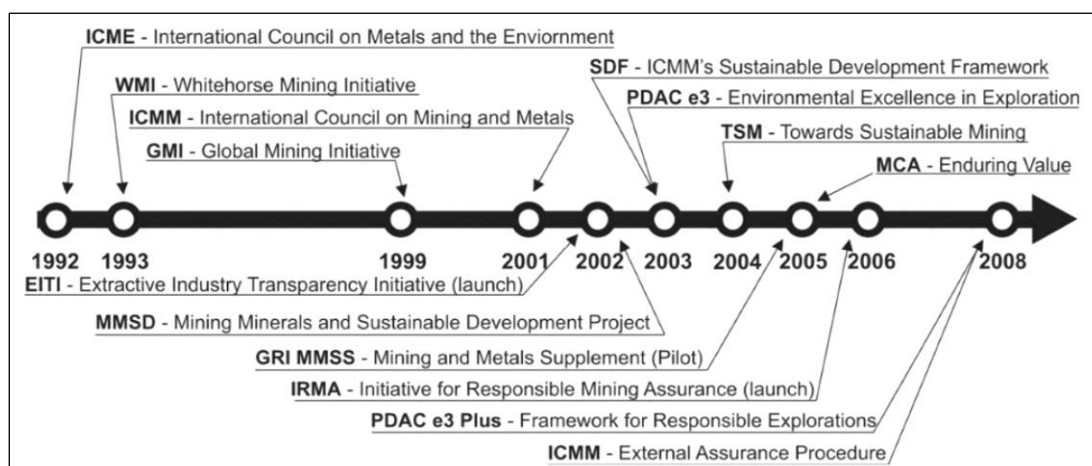 ICME - International Council on Metals and the Enviornment
WMI - Whitehorse Mining Initiative
ICMM - International Council on Mining and Metals
GMI - Global Mining Initiative
SDF - ICMM's Sustainable Development Framework
PDAC e3 - Environmental Excellence in Exploration
TSM - Towards Sustainable Mining
MCA - Enduring Value
1992 1993 1999 2001 2002 2003 2004 2005 2006 2008
EITI - Extractive Industry Transparency Initiative (launch)
MMSD - Mining Minerals and Sustainable Development Project
GRI MMSS - Mining and Metals Supplement (Pilot)
IRMA - Initiative for Responsible Mining Assurance (launch)
PDAC e3 Plus - Framework for Responsible Explorations
ICMM - External Assurance Procedure